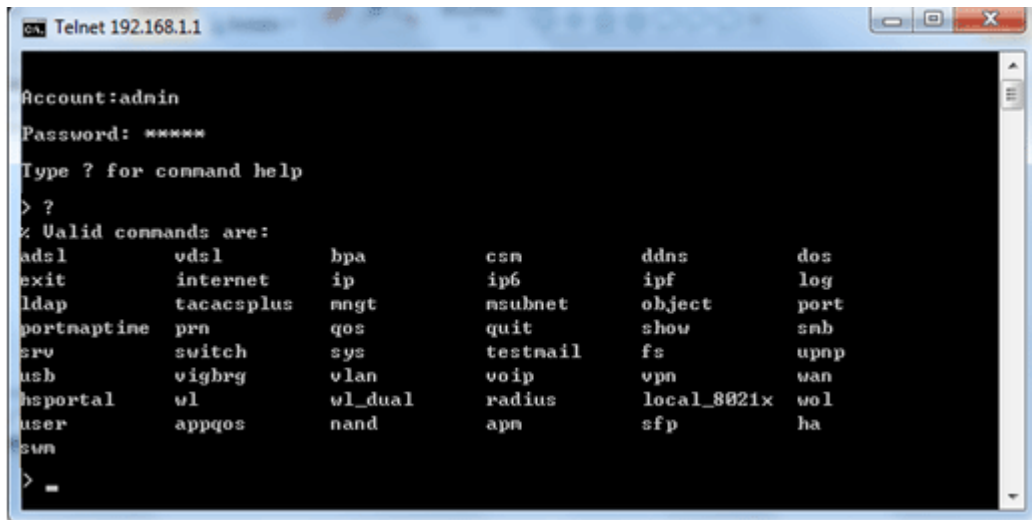 Telnet 192.168.1.1
Account:admin
Password: *****
Type ? for command help
> ?
% Valid commands are:
adsl vdsl bpa csm ddns dos
exit internet ip ip6 ipf log
ldap tacacsplus mngt msubnet object port
portmaptime prn qos quit show smb
srv switch sys testmail fs upnp
usb vigbrg vlan voip vpn wan
hsportal wl wl_dual radius local_8021x wol
user appqos nand apm sfp ha
swm
> _